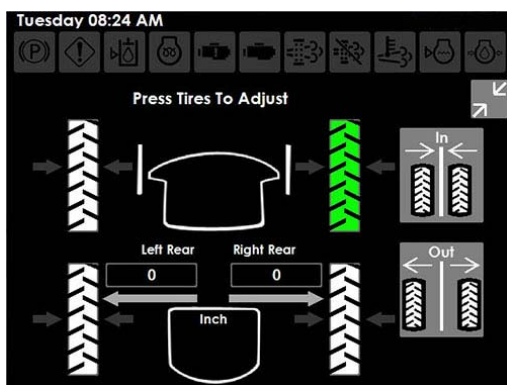 Tuesday 08:24 AM
(P)
Press Tires To Adjust
In
Left Rear
Right Rear
0
0
Out
Inch